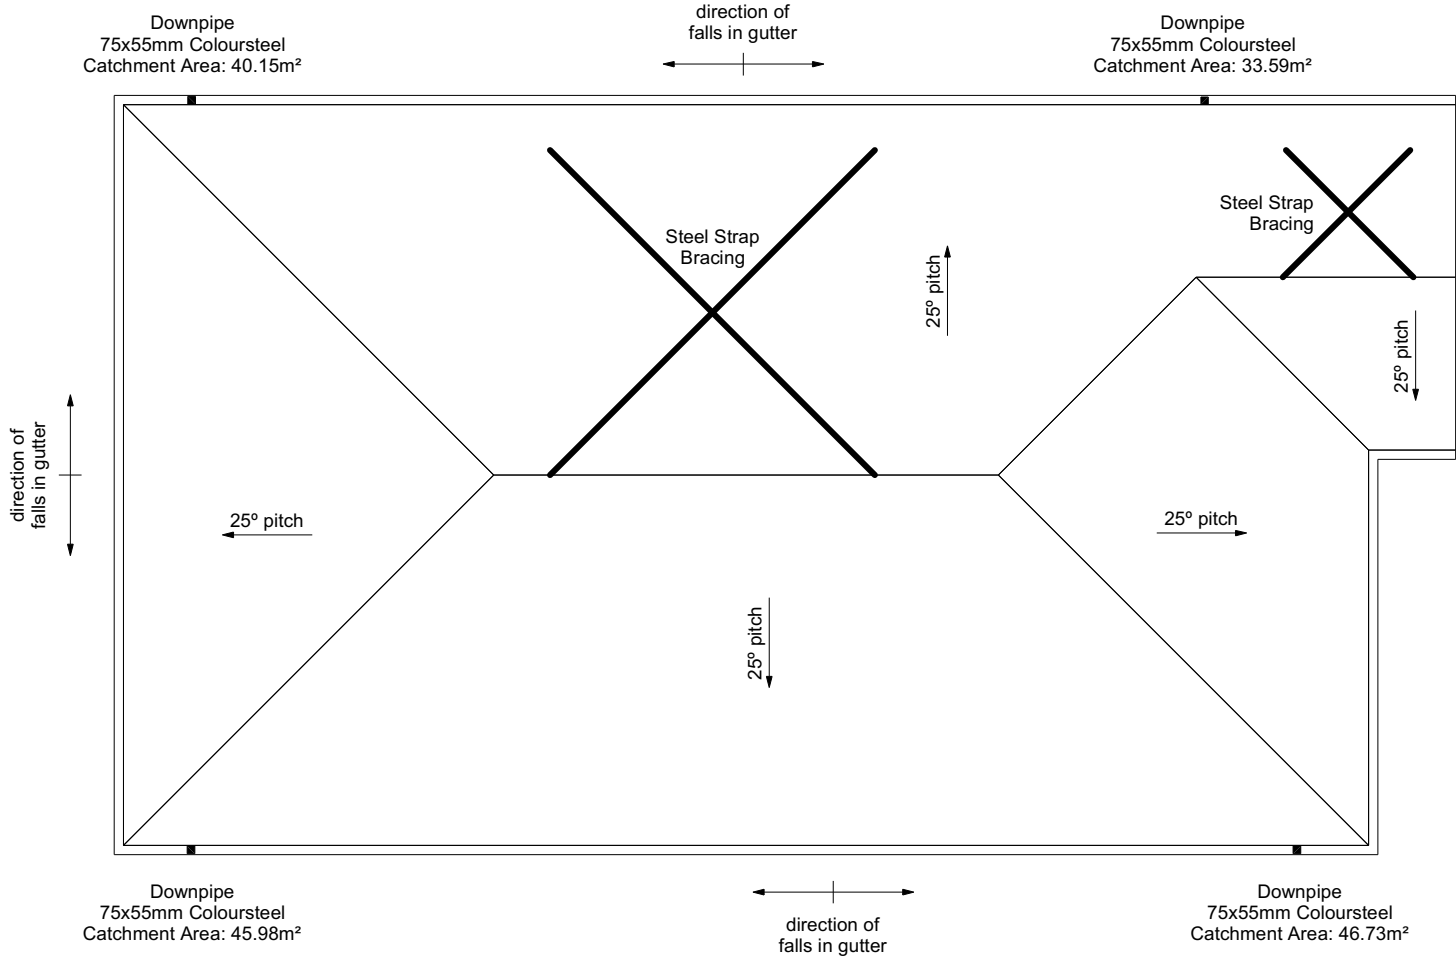 Downpipe
75x55mm Coloursteel
Catchment Area: 40.15m²
direction of
falls in gutter
Downpipe
75x55mm Coloursteel
Catchment Area: 33.59m²
Steel Strap
Bracing
Steel Strap
Bracing
25º pitch
25º pitch
direction of
falls in gutter
25º pitch
25º pitch
25º pitch
Downpipe
75x55mm Coloursteel
Catchment Area: 45.98m²
direction of
falls in gutter
Downpipe
75x55mm Coloursteel
Catchment Area: 46.73m²